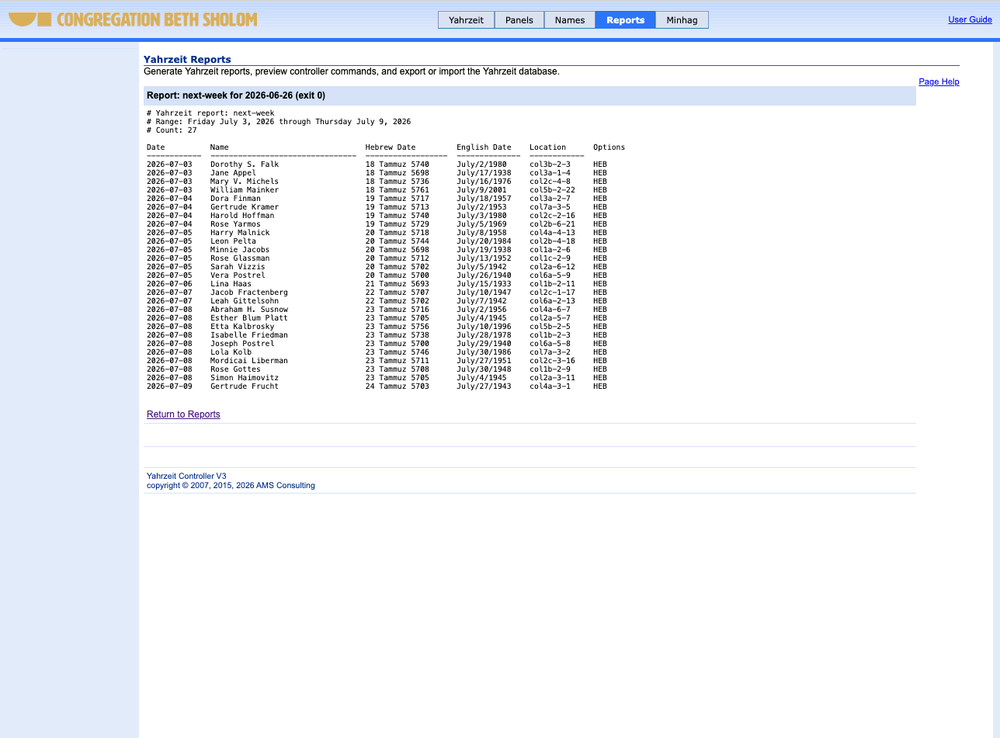 CONGREGATION BETH SHOLOM
Yahrzeit Panels Names Reports Minhag
User Guide
Yahrzeit Reports
Generate Yahrzeit reports, preview controller commands, and export or import the Yahrzeit database.
Page Help
Report: next-week for 2026-06-26 (exit 0)
# Yahrzeit report: next-week
# Range: Friday July 3, 2026 through Thursday July 9, 2026
# Count: 27
Date Name Hebrew Date English Date Location Options
------------ -------------------------------- ------------------ -------------- ------------
2026-07-03 Dorothy S. Falk 18 Tammuz 5740 July/2/1980 col3b-2-3 HEB
2026-07-03 Jane Appel 18 Tammuz 5698 July/17/1938 col3a-1-4 HEB
2026-07-03 Mary V. Michels 18 Tammuz 5736 July/16/1976 col2c-4-8 HEB
2026-07-03 William Mainker 18 Tammuz 5761 July/9/2001 col5b-2-22 HEB
2026-07-04 Dora Finman 19 Tammuz 5717 July/18/1957 col3a-2-7 HEB
2026-07-04 Gertrude Kramer 19 Tammuz 5713 July/2/1953 col7a-3-5 HEB
2026-07-04 Harold Hoffman 19 Tammuz 5740 July/3/1980 col2c-2-16 HEB
2026-07-04 Rose Yarmos 19 Tammuz 5729 July/5/1969 col2b-6-21 HEB
2026-07-05 Harry Malnick 20 Tammuz 5718 July/8/1958 col4a-4-13 HEB
2026-07-05 Leon Pelta 20 Tammuz 5744 July/20/1984 col2b-4-18 HEB
2026-07-05 Minnie Jacobs 20 Tammuz 5698 July/19/1938 col1a-2-6 HEB
2026-07-05 Rose Glassman 20 Tammuz 5712 July/13/1952 col1c-2-9 HEB
2026-07-05 Sarah Vizzis 20 Tammuz 5702 July/5/1942 col2a-6-12 HEB
2026-07-05 Vera Postrel 20 Tammuz 5700 July/26/1940 col6a-5-9 HEB
2026-07-06 Lina Haas 21 Tammuz 5693 July/15/1933 col1b-2-11 HEB
2026-07-07 Jacob Fractenberg 22 Tammuz 5707 July/10/1947 col2c-1-17 HEB
2026-07-07 Leah Gittelsohn 22 Tammuz 5702 July/7/1942 col6a-2-13 HEB
2026-07-08 Abraham H. Susnow 23 Tammuz 5716 July/2/1956 col4a-6-7 HEB
2026-07-08 Esther Blum Platt 23 Tammuz 5705 July/4/1945 col2a-5-7 HEB
2026-07-08 Etta Kalbrosky 23 Tammuz 5756 July/10/1996 col5b-2-5 HEB
2026-07-08 Isabelle Friedman 23 Tammuz 5738 July/28/1978 col1b-2-3 HEB
2026-07-08 Joseph Postrel 23 Tammuz 5700 July/29/1940 col6a-5-8 HEB
2026-07-08 Lola Kolb 23 Tammuz 5746 July/30/1986 col7a-3-2 HEB
2026-07-08 Mordicai Liberman 23 Tammuz 5711 July/27/1951 col2c-3-16 HEB
2026-07-08 Rose Gottes 23 Tammuz 5708 July/30/1948 col1b-2-9 HEB
2026-07-08 Simon Haimovitz 23 Tammuz 5705 July/4/1945 col2a-3-11 HEB
2026-07-09 Gertrude Frucht 24 Tammuz 5703 July/27/1943 col4a-3-1 HEB
Return to Reports
Yahrzeit Controller V3
copyright © 2007, 2015, 2026 AMS Consulting